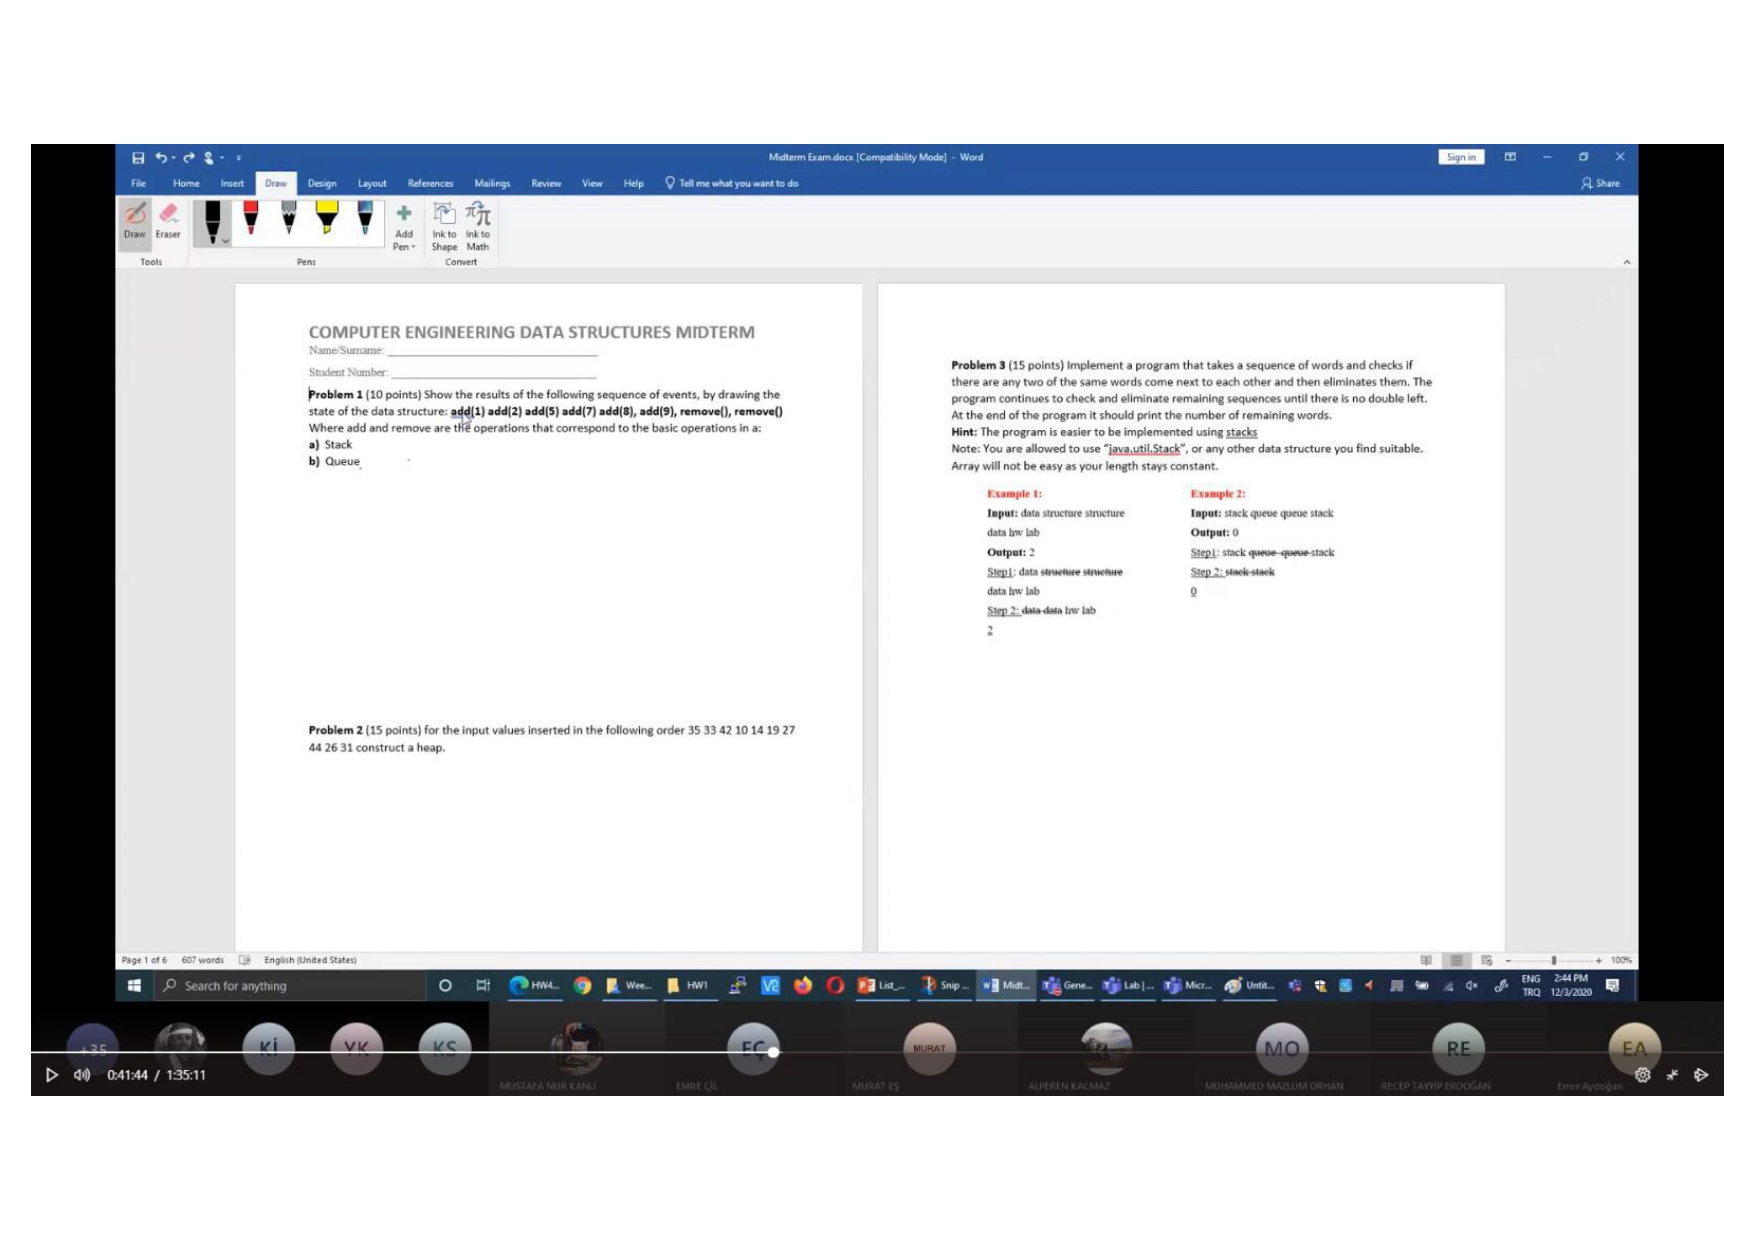 Midterm Exam.docx [Compatibility Mode] - Word
Sign in
File Home Insert Draw Design Layout References Mailings Review View Help Tell me what you want to do
Share
Draw Eraser
Add Pen
Ink to Shape
Ink to Math
Tools Pens Convert
COMPUTER ENGINEERING DATA STRUCTURES MIDTERM
Name/Surname: ____________________
Student Number: ____________________
Problem 1 (10 points) Show the results of the following sequence of events, by drawing the
state of the data structure: add(1) add(2) add(5) add(7) add(8), add(9), remove(), remove()
Where add and remove are the operations that correspond to the basic operations in a:
a) Stack
b) Queue
Problem 2 (15 points) for the input values inserted in the following order 35 33 42 10 14 19 27
44 26 31 construct a heap.
Problem 3 (15 points) Implement a program that takes a sequence of words and checks if
there are any two of the same words come next to each other and then eliminates them. The
program continues to check and eliminate remaining sequences until there is no double left.
At the end of the program it should print the number of remaining words.
Hint: The program is easier to be implemented using stacks
Note: You are allowed to use “java.util.Stack”, or any other data structure you find suitable.
Array will not be easy as your length stays constant.
Example 1:
Input: data structure structure
data hw lab
Output: 2
Step1: data structure structure
data hw lab
Step 2: data data hw lab
2
Example 2:
Input: stack queue queue stack
Output: 0
Step1: stack queue queue stack
Step 2: stack stack
0
Page 1 of 6 607 words English (United States)
100%
Search for anything
HW4... Wee... HW1 List_... Snip ... Midt... Gene... Lab | ... Micr... Untit...
ENG
TRQ
2:44 PM
12/3/2020
+35 Kİ YK KS EÇ MURAT MO RE EA
MUSTAFA NUR KANLI EMRE ÇİL MURAT EŞ ALPEREN KACMAZ MUHAMMED MAZLUM ORHAN RECEP TAYYİP ERDOĞAN Emre Aydoğan
0:41:44 / 1:35:11